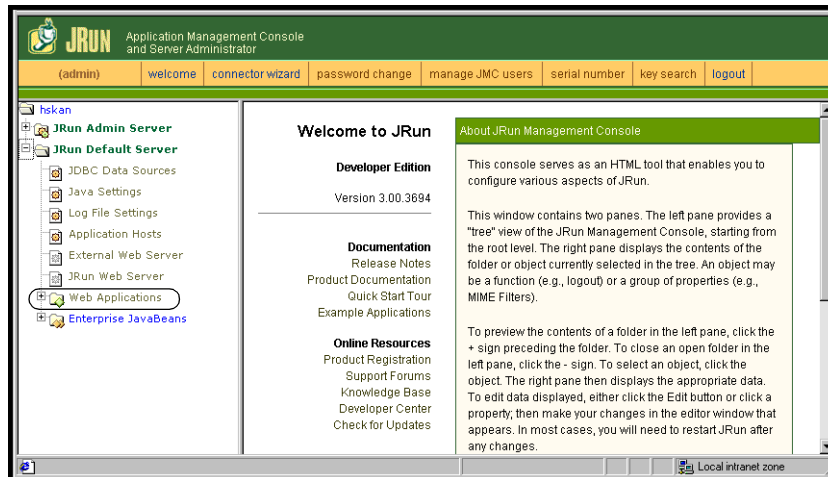 JRUN
Application Management Console
and Server Administrator
(admin) welcome connector wizard password change manage JMC users serial number key search logout
hskan
JRun Admin Server
JRun Default Server
JDBC Data Sources
Java Settings
Log File Settings
Application Hosts
External Web Server
JRun Web Server
Web Applications
Enterprise JavaBeans
Welcome to JRun
Developer Edition
Version 3.00.3694
Documentation
Release Notes
Product Documentation
Quick Start Tour
Example Applications
Online Resources
Product Registration
Support Forums
Knowledge Base
Developer Center
Check for Updates
About JRun Management Console
This console serves as an HTML tool that enables you to
configure various aspects of JRun.
This window contains two panes. The left pane provides a
"tree" view of the JRun Management Console, starting from
the root level. The right pane displays the contents of the
folder or object currently selected in the tree. An object may
be a function (e.g., logout) or a group of properties (e.g.,
MIME Filters).
To preview the contents of a folder in the left pane, click the
+ sign preceding the folder. To close an open folder in the
left pane, click the - sign. To select an object, click the
object. The right pane then displays the appropriate data.
To edit data displayed, either click the Edit button or click a
property; then make your changes in the editor window that
appears. In most cases, you will need to restart JRun after
any changes.
Local intranet zone